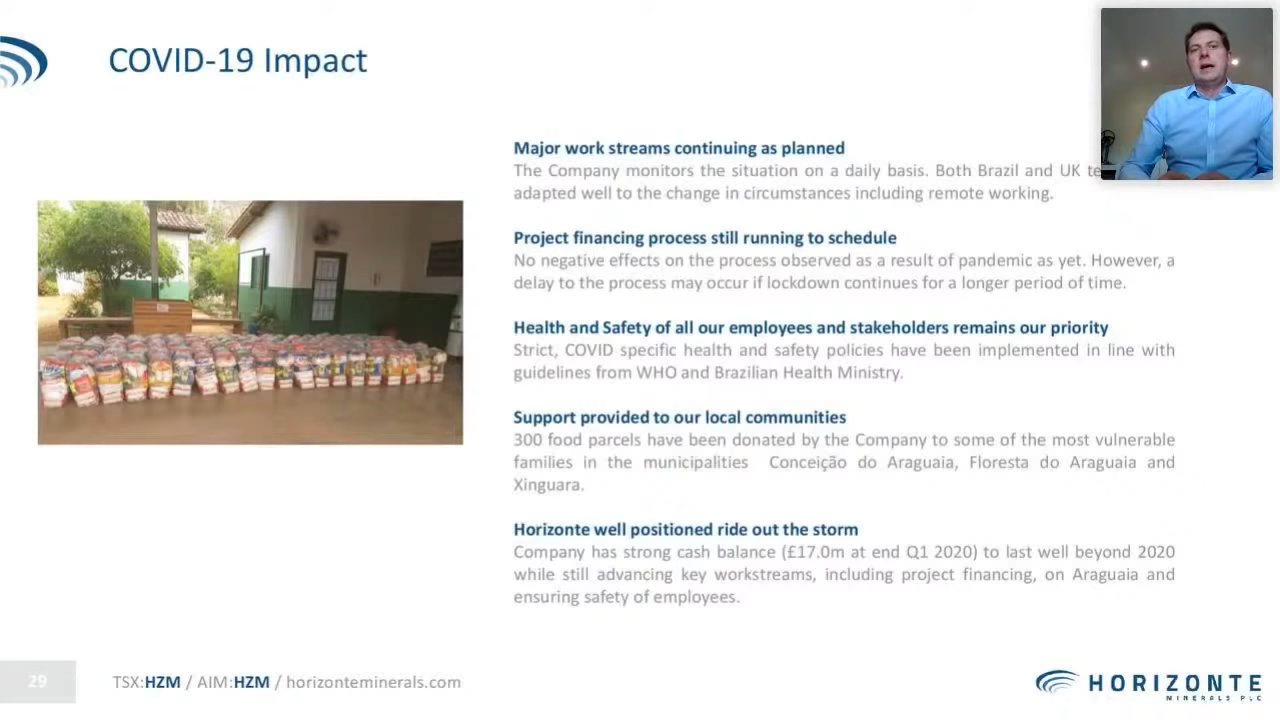 COVID-19 Impact
Major work streams continuing as planned
The Company monitors the situation on a daily basis. Both Brazil and UK
adapted well to the change in circumstances including remote working.
Project financing process still running to schedule
No negative effects on the process observed as a result of pandemic as yet. However, a
delay to the process may occur if lockdown continues for a longer period of time.
Health and Safety of all our employees and stakeholders remains our priority
Strict, COVID specific health and safety policies have been implemented in line with
guidelines from WHO and Brazilian Health Ministry.
Support provided to our local communities
300 food parcels have been donated by the Company to some of the most vulnerable
families in the municipalities Conceição do Araguaia, Floresta do Araguaia and
Xinguara.
Horizonte well positioned ride out the storm
Company has strong cash balance (£17.0m at end Q1 2020) to last well beyond 2020
while still advancing key workstreams, including project financing, on Araguaia and
ensuring safety of employees.
29
TSX:HZM / AIM:HZM / horizonteminerals.com
HORIZONTE
MINERALS PLC